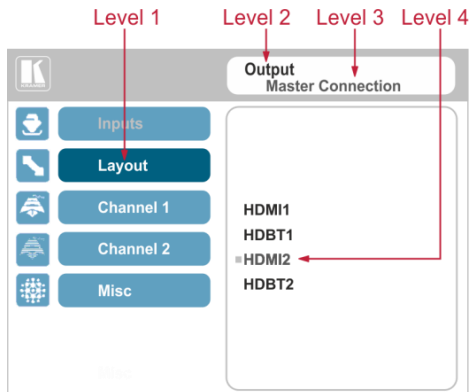 Level 1
Level 2
Level 3
Level 4
KRAMER
Output
Master Connection
Inputs
Layout
Channel 1
Channel 2
Misc
HDMI1
HDBT1
HDMI2
HDBT2